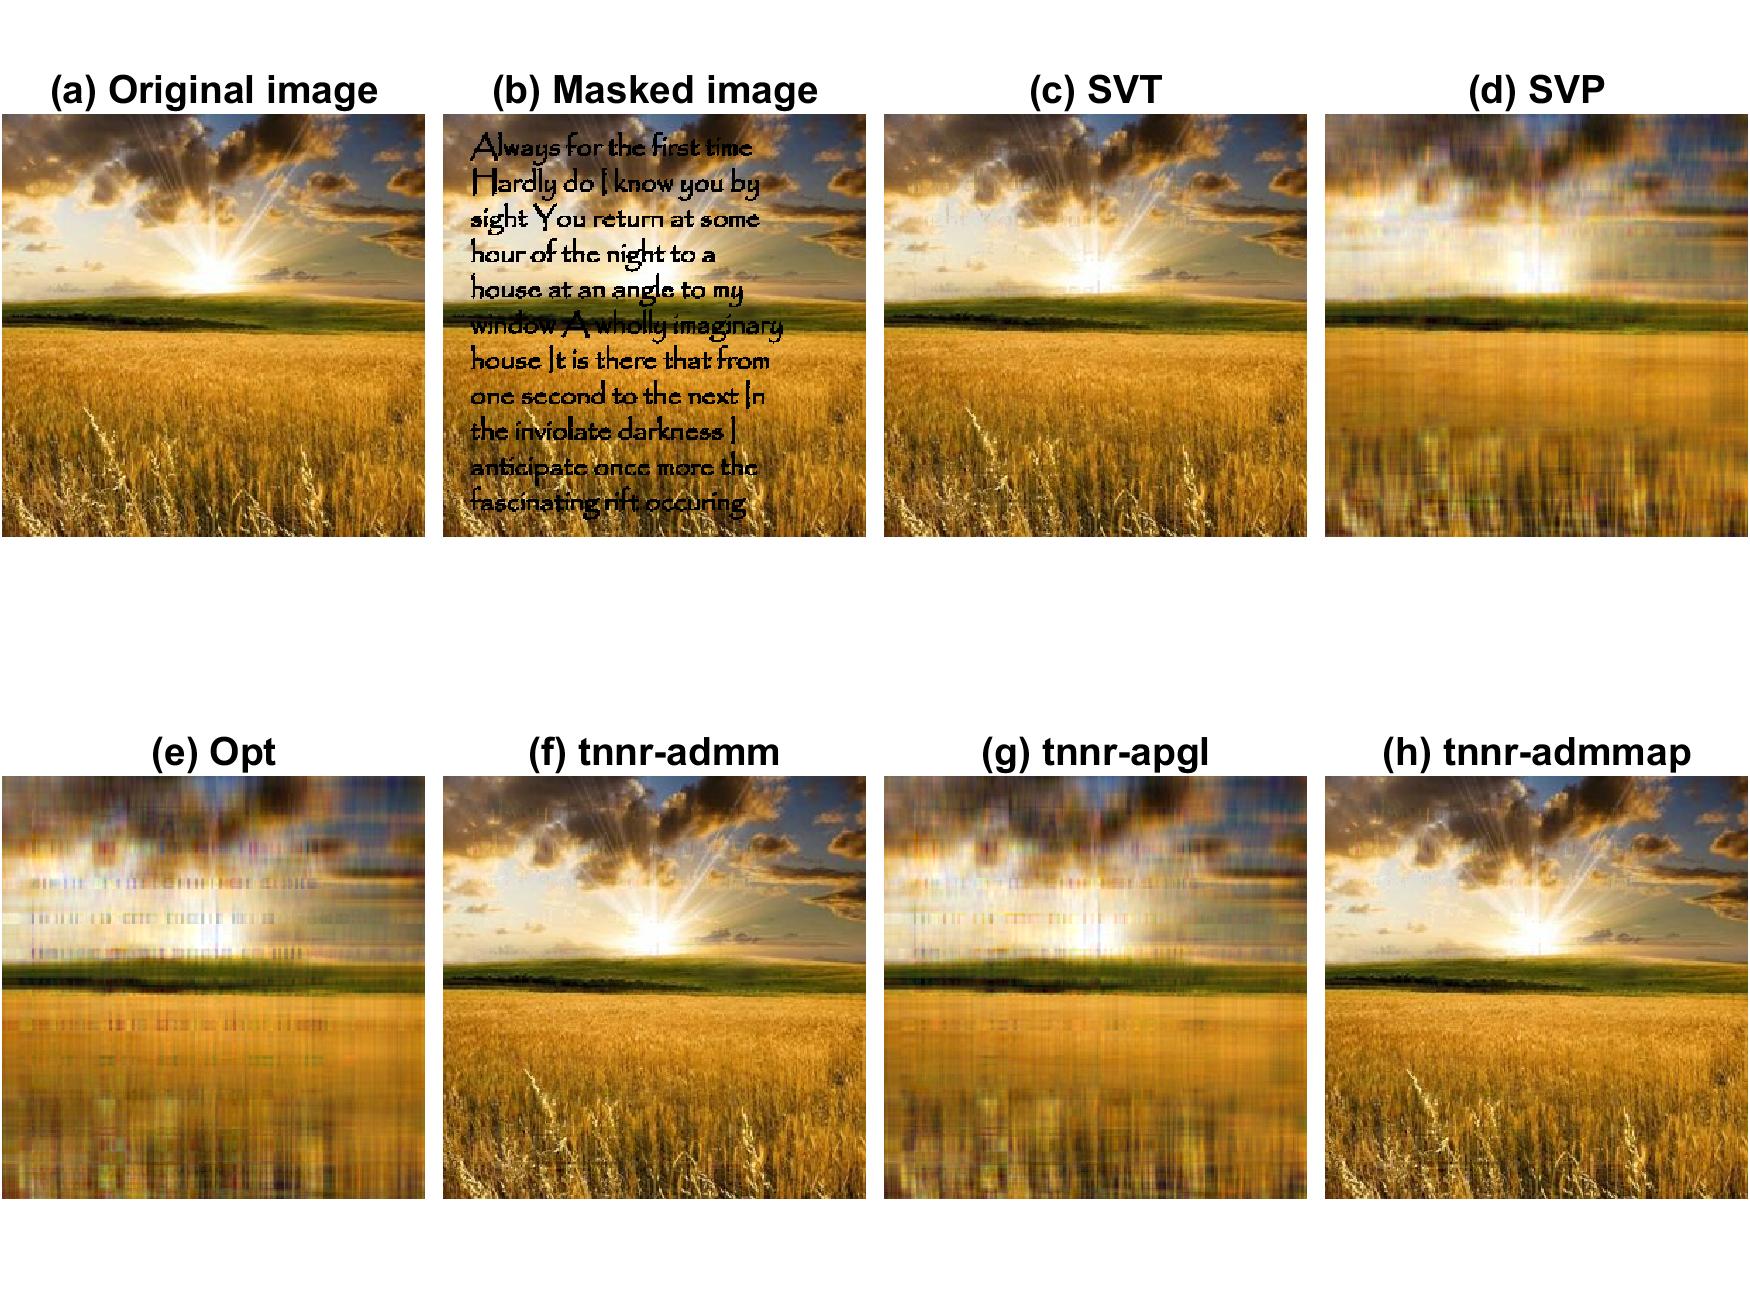 (a) Original image
(b) Masked image
(c) SVT
(d) SVP
Always for the first time
Hardly do I know you by
sight You return at some
hour of the night to a
house at an angle to my
window A wholly imaginary
house It is there that from
one second to the next In
the inviolate darkness I
anticipate once more the
fascinating rift occuring
(e) Opt
(f) tnnr-admm
(g) tnnr-apgl
(h) tnnr-admmap